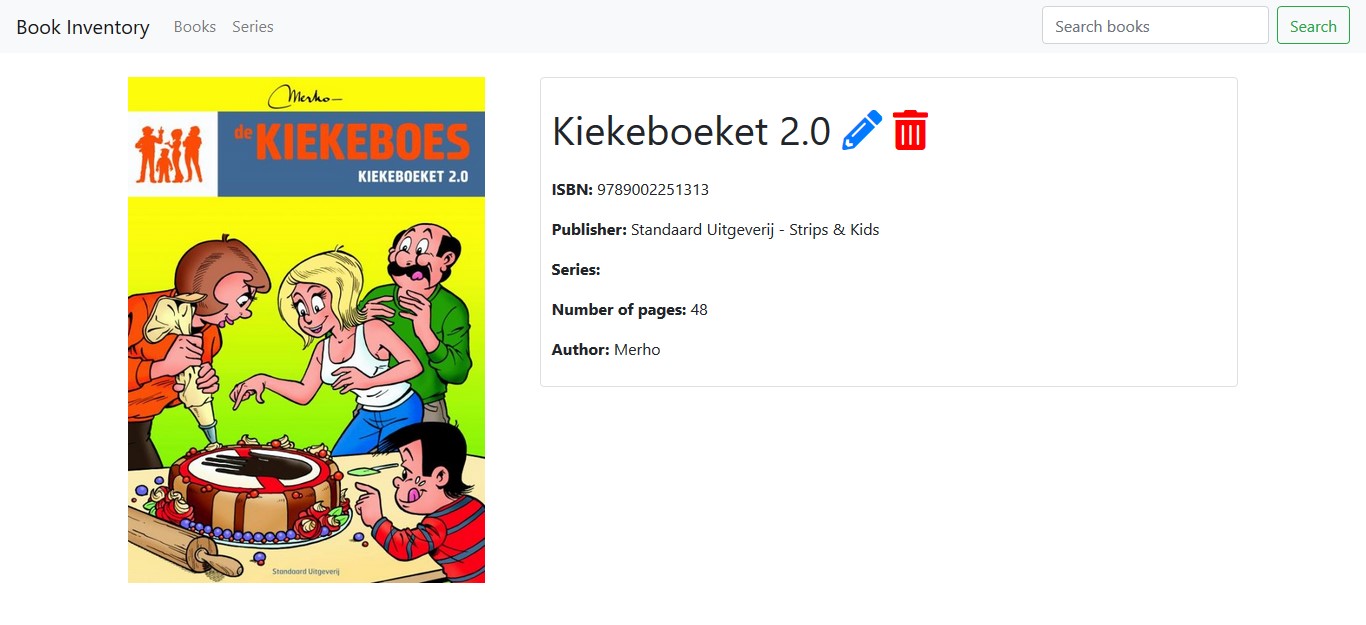 Book Inventory Books Series Search books Search
Merho
de KIEKEBOES
KIEKEBOEKET 2.0
Standaard Uitgeverij
Kiekeboeket 2.0
ISBN: 9789002251313
Publisher: Standaard Uitgeverij - Strips & Kids
Series:
Number of pages: 48
Author: Merho